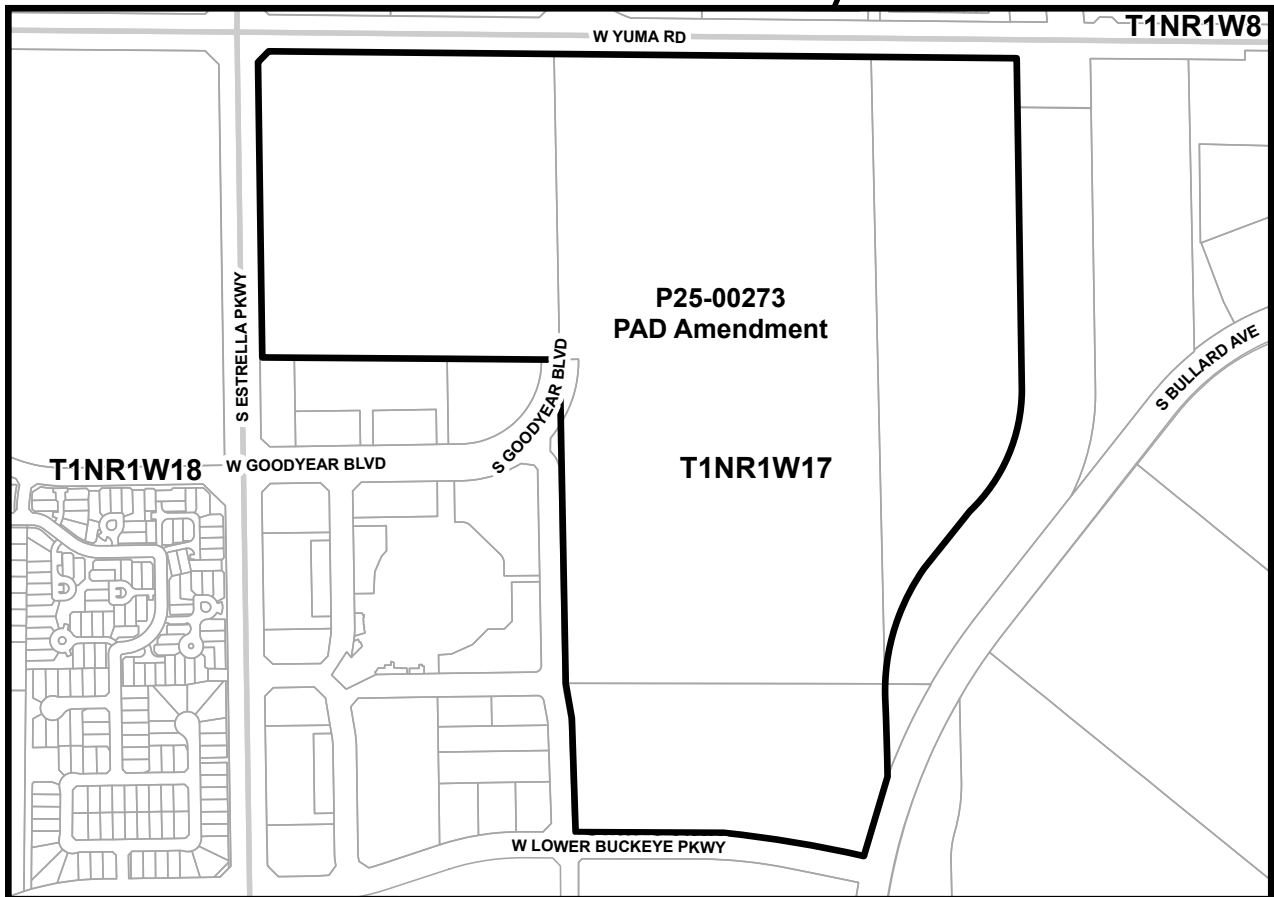 T1NR1W8
W YUMA RD
S ESTRELLA PKWY
P25-00273
PAD Amendment
S GOODYEAR BLVD
S BULLARD AVE
T1NR1W18
W GOODYEAR BLVD
T1NR1W17
W LOWER BUCKEYE PKWY